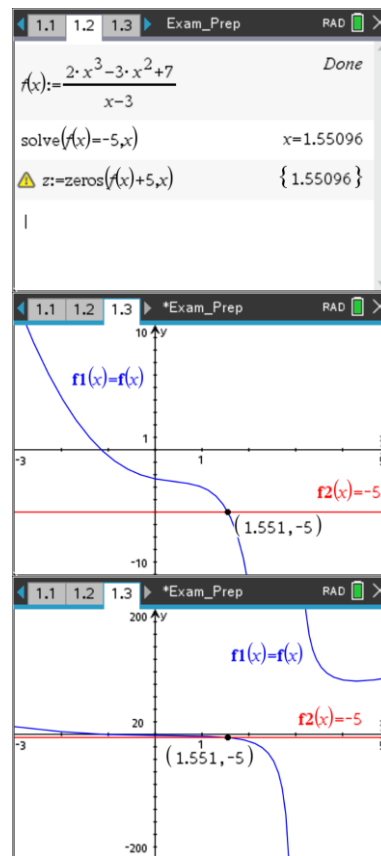 1.1 1.2 1.3 Exam_Prep RAD
f(x):=(2·x^3-3·x^2+7)/(x-3) Done
solve(f(x)=-5,x) x=1.55096
z:=zeros(f(x)+5,x) {1.55096}
1.1 1.2 1.3 *Exam_Prep RAD
10 y
f1(x)=f(x)
1
-3 1
f2(x)=-5
(1.551,-5)
-10
1.1 1.2 1.3 *Exam_Prep RAD
200 y
f1(x)=f(x)
20 f2(x)=-5
-3 1
(1.551,-5)
-200